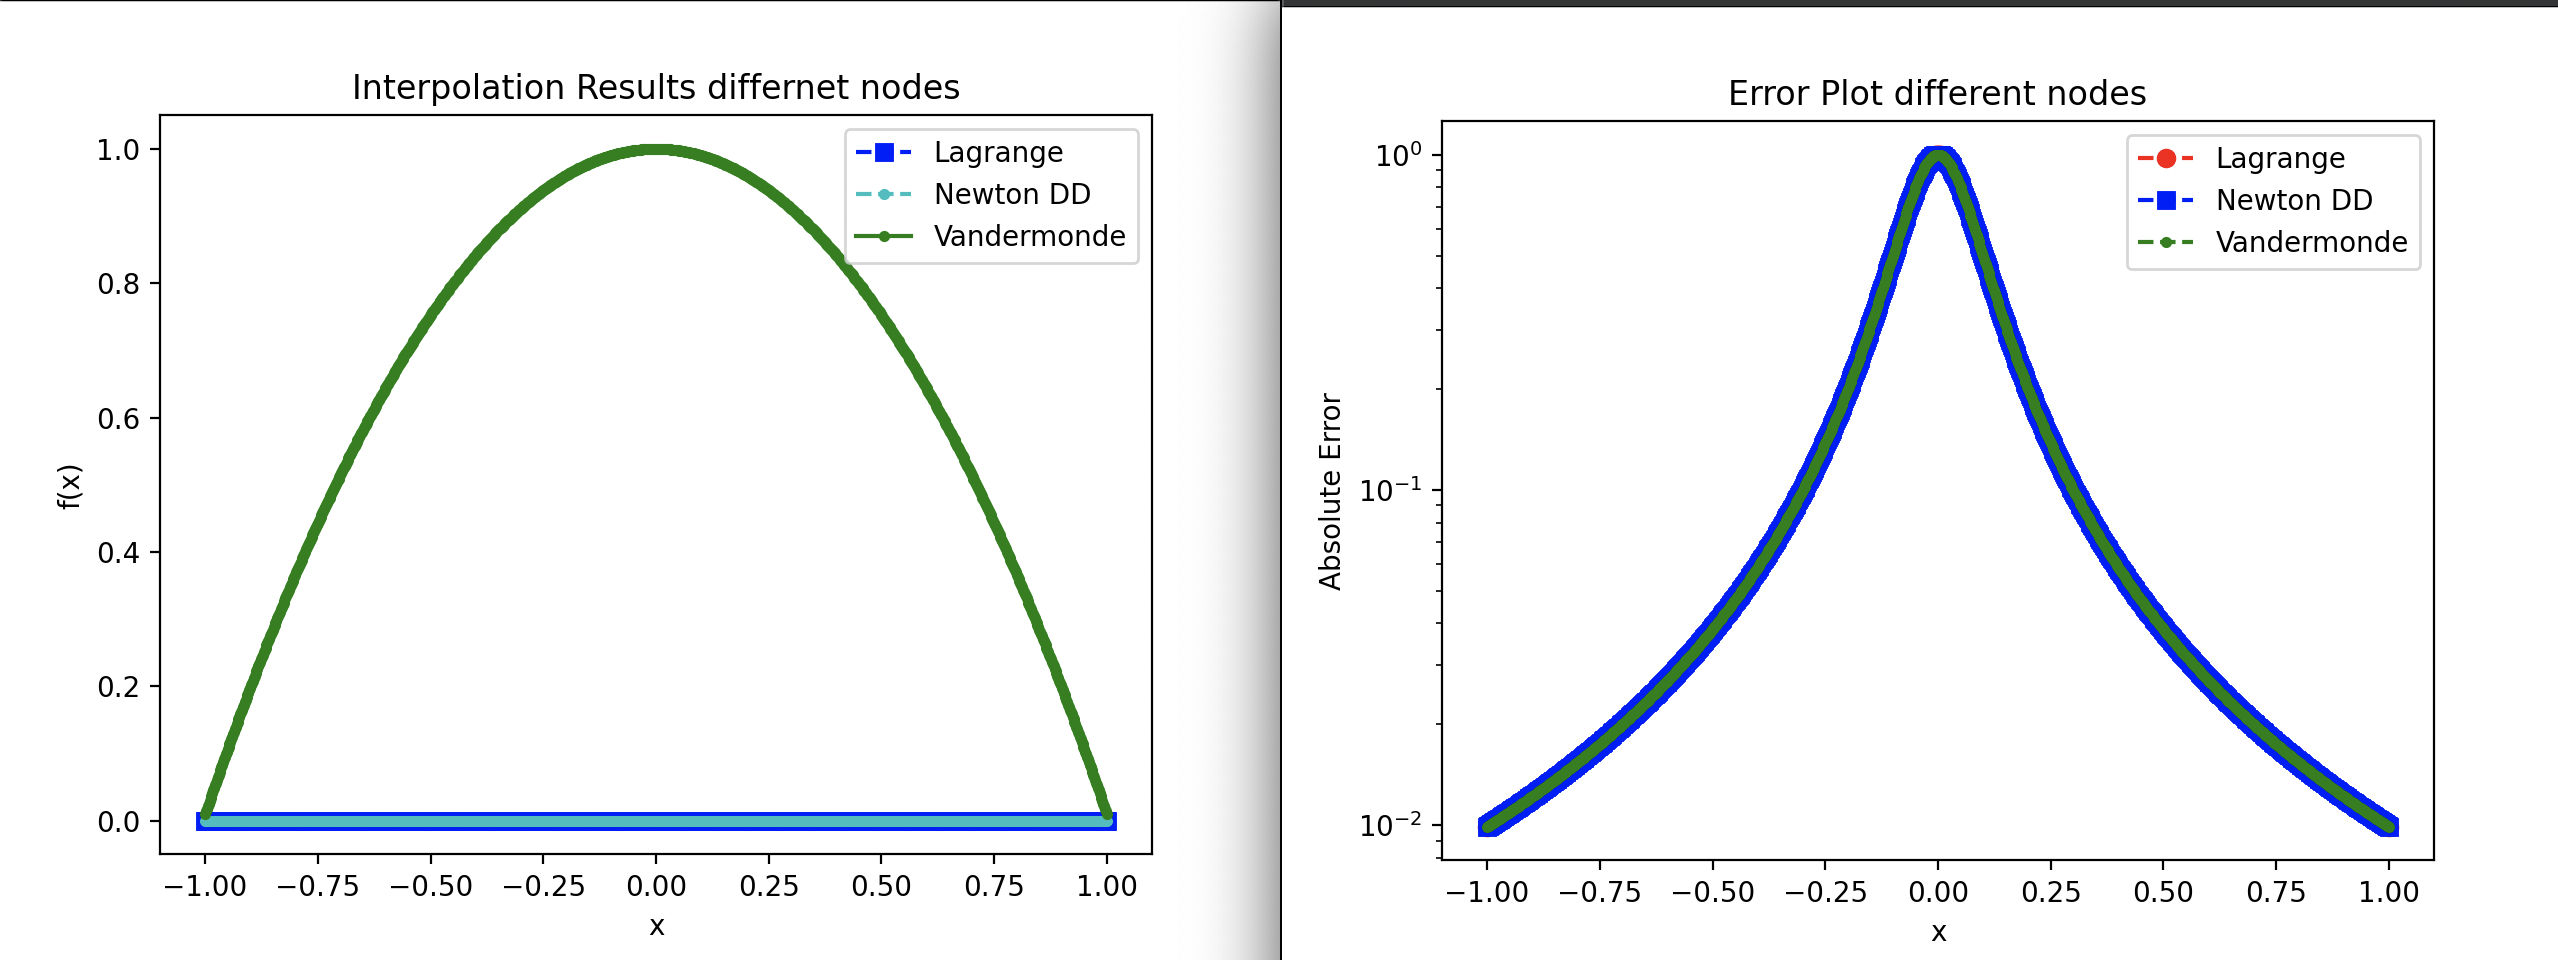 Interpolation Results differnet nodes
Lagrange
Newton DD
Vandermonde
1.0
0.8
0.6
0.4
0.2
0.0
f(x)
−1.00 −0.75 −0.50 −0.25 0.00 0.25 0.50 0.75 1.00
x
Error Plot different nodes
Lagrange
Newton DD
Vandermonde
10⁰
10⁻¹
10⁻²
Absolute Error
−1.00 −0.75 −0.50 −0.25 0.00 0.25 0.50 0.75 1.00
x